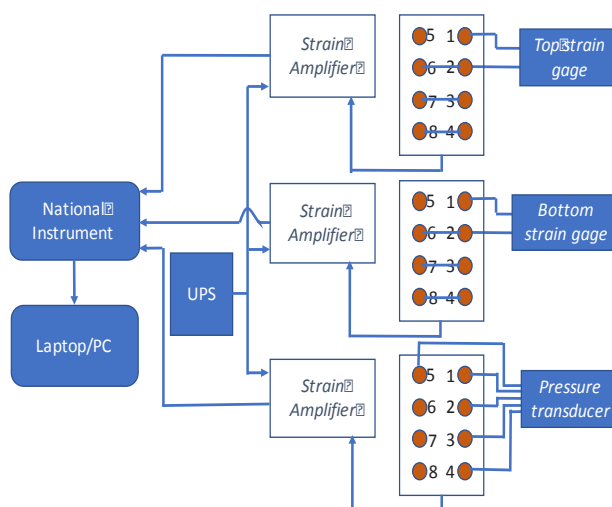 Strain
Amplifier
5 1
6 2
7 3
8 4
Top strain
gage
National
Instrument
Laptop/PC
UPS
Strain
Amplifier
5 1
6 2
7 3
8 4
Bottom
strain gage
Strain
Amplifier
5 1
6 2
7 3
8 4
Pressure
transducer